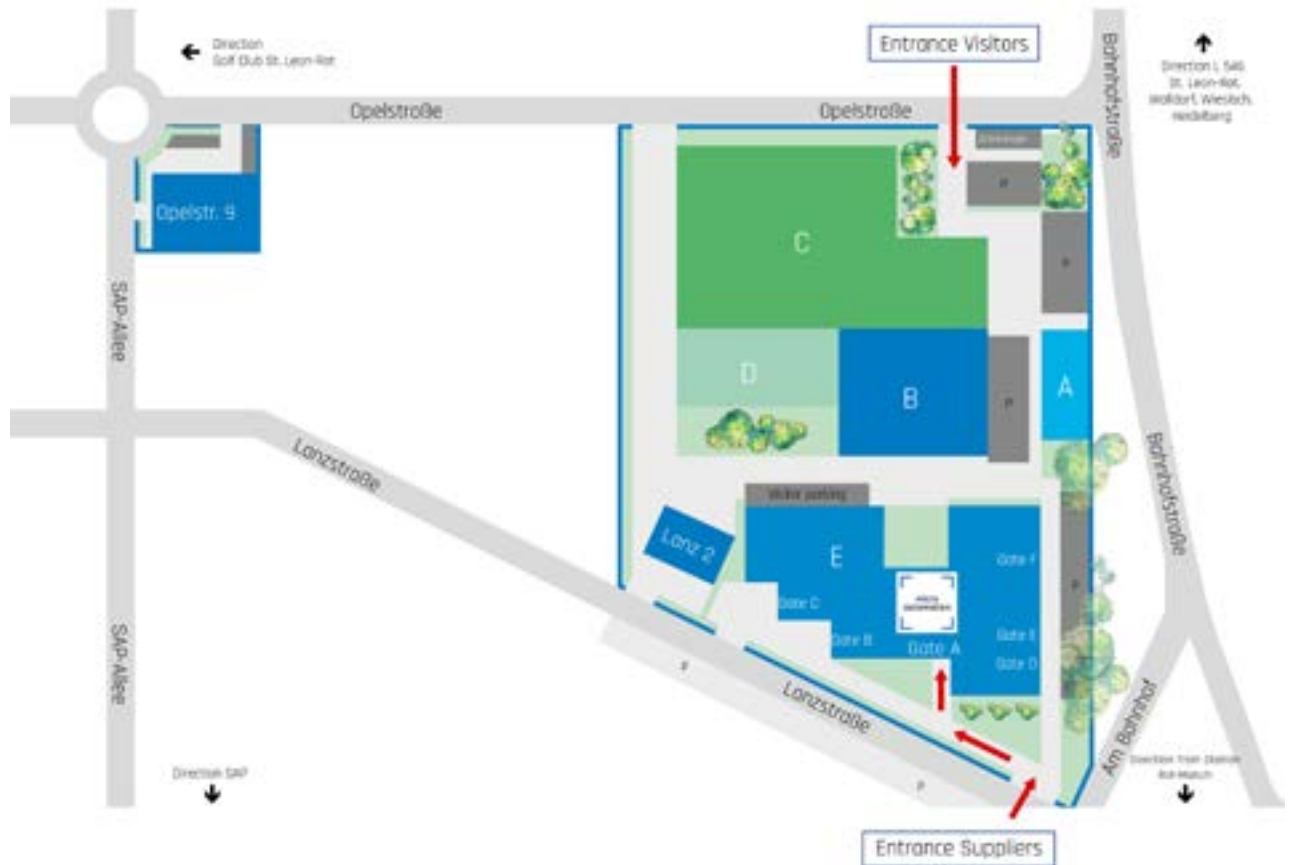 Direction
Golf Club St. Leon-Rot
Entrance Visitors
Bahnhofstraße
Direction L 546
St. Leon-Rot,
Walldorf, Wiesloch,
Heidelberg
Opelstraße
Opelstraße
P
Opelstr. 9
C
P
SAP-Allee
D
B
P
A
Lanzstraße
Bahnhofstraße
Visitor parking
Lanz 2
E
Gate F
P
Gate C
Gate B
Gate A
Gate E
Gate D
SAP-Allee
P
Lanzstraße
Am Bahnhof
Direction SAP
P
Direction Train Station
Rot-Malsch
Entrance Suppliers